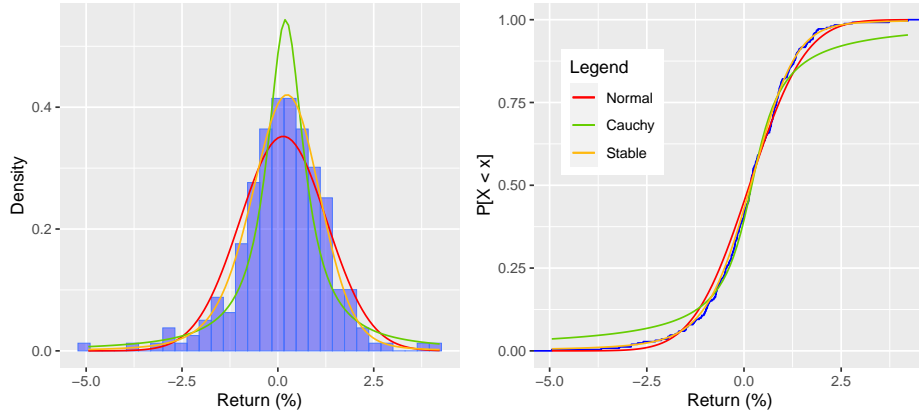 Density
0.4
0.2
0.0
−5.0
−2.5
0.0
2.5
Return (%)
P[X < x]
1.00
0.75
0.50
0.25
0.00
Legend
Normal
Cauchy
Stable
−5.0
−2.5
0.0
2.5
Return (%)